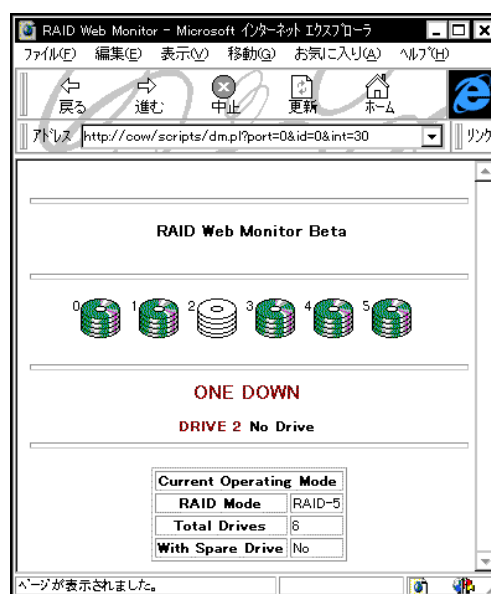 RAID Web Monitor - Microsoft インターネット エクスプローラ
ファイル(F) 編集(E) 表示(V) 移動(G) お気に入り(A) ヘルプ(H)
戻る 進む 中止 更新 ホーム
アドレス http://cow/scripts/dm.pl?port=0&id=0&int=30 リンク
RAID Web Monitor Beta
0 1 2 3 4 5
ONE DOWN
DRIVE 2 No Drive
Current Operating Mode
RAID Mode RAID-5
Total Drives 6
With Spare Drive No
ページが表示されました。